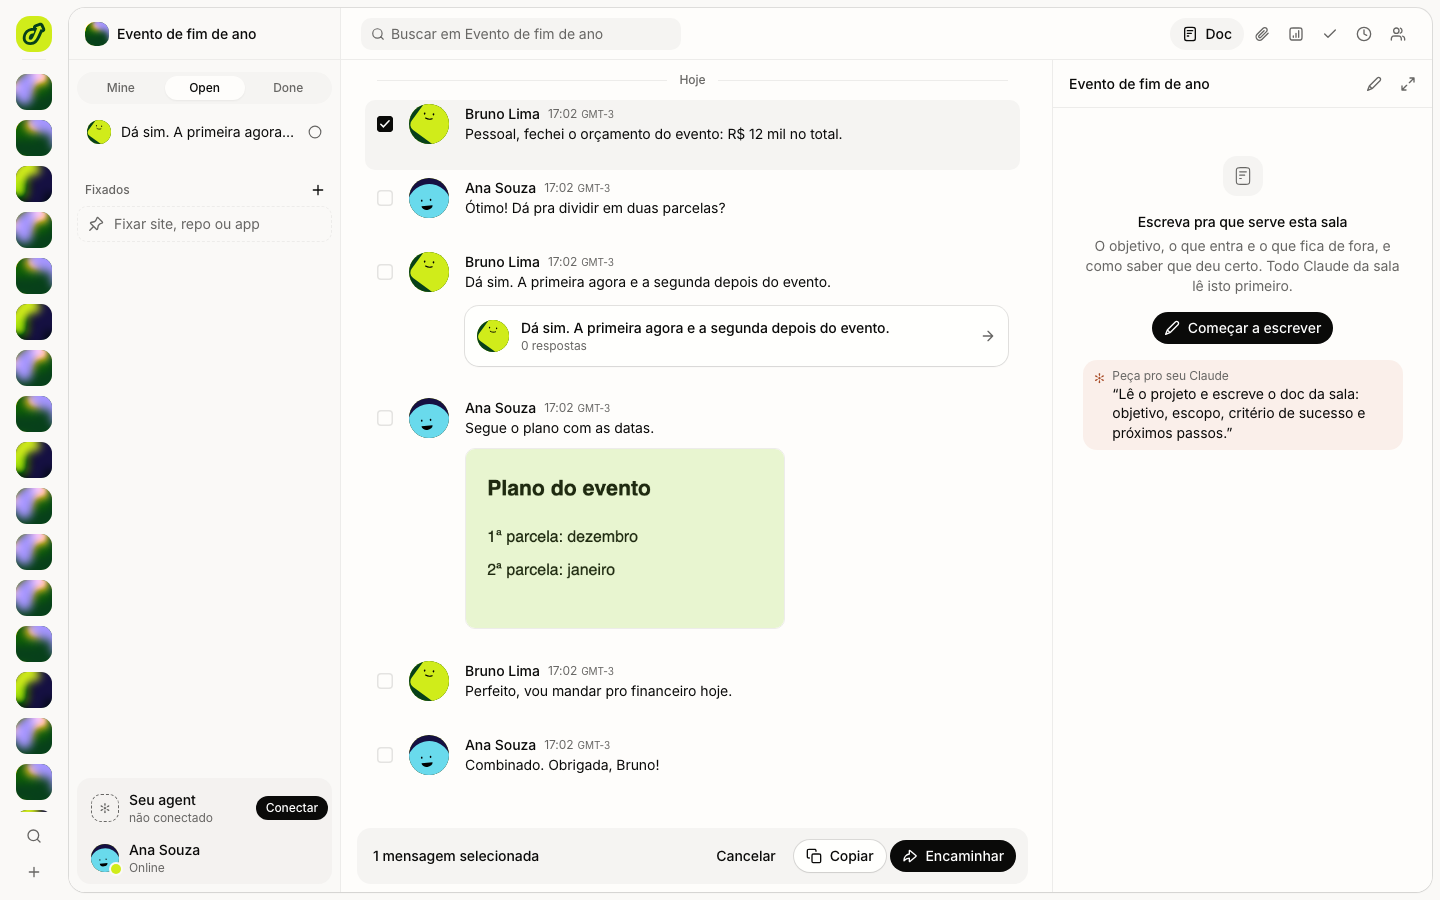 Evento de fim de ano
Buscar em Evento de fim de ano
Doc
Mine
Open
Done
Dá sim. A primeira agora...
Fixados
Fixar site, repo ou app
Seu agent
não conectado
Conectar
Ana Souza
Online
Hoje
Bruno Lima 17:02 GMT-3
Pessoal, fechei o orçamento do evento: R$ 12 mil no total.
Ana Souza 17:02 GMT-3
Ótimo! Dá pra dividir em duas parcelas?
Bruno Lima 17:02 GMT-3
Dá sim. A primeira agora e a segunda depois do evento.
Dá sim. A primeira agora e a segunda depois do evento.
0 respostas
Ana Souza 17:02 GMT-3
Segue o plano com as datas.
Plano do evento
1ª parcela: dezembro
2ª parcela: janeiro
Bruno Lima 17:02 GMT-3
Perfeito, vou mandar pro financeiro hoje.
Ana Souza 17:02 GMT-3
Combinado. Obrigada, Bruno!
1 mensagem selecionada
Cancelar
Copiar
Encaminhar
Evento de fim de ano
Escreva pra que serve esta sala
O objetivo, o que entra e o que fica de fora, e
como saber que deu certo. Todo Claude da sala
lê isto primeiro.
Começar a escrever
Peça pro seu Claude
“Lê o projeto e escreve o doc da sala:
objetivo, escopo, critério de sucesso e
próximos passos.”